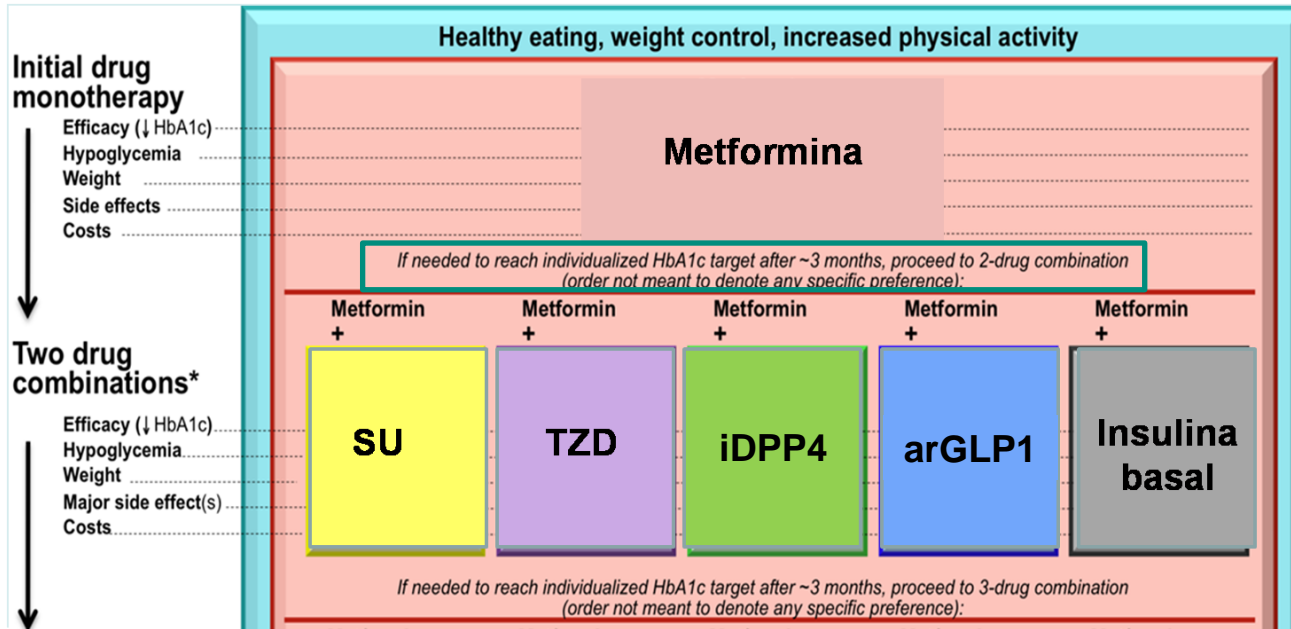 Healthy eating, weight control, increased physical activity
Initial drug
monotherapy
Efficacy (↓HbA1c)
Hypoglycemia
Weight
Side effects
Costs
Metformina
If needed to reach individualized HbA1c target after ~3 months, proceed to 2-drug combination
(order not meant to denote any specific preference):
Metformin
+
Metformin
+
Metformin
+
Metformin
+
Metformin
+
Two drug
combinations*
Efficacy (↓HbA1c)
Hypoglycemia
Weight
Major side effect(s)
Costs
SU
TZD
iDPP4
arGLP1
Insulina
basal
If needed to reach individualized HbA1c target after ~3 months, proceed to 3-drug combination
(order not meant to denote any specific preference):